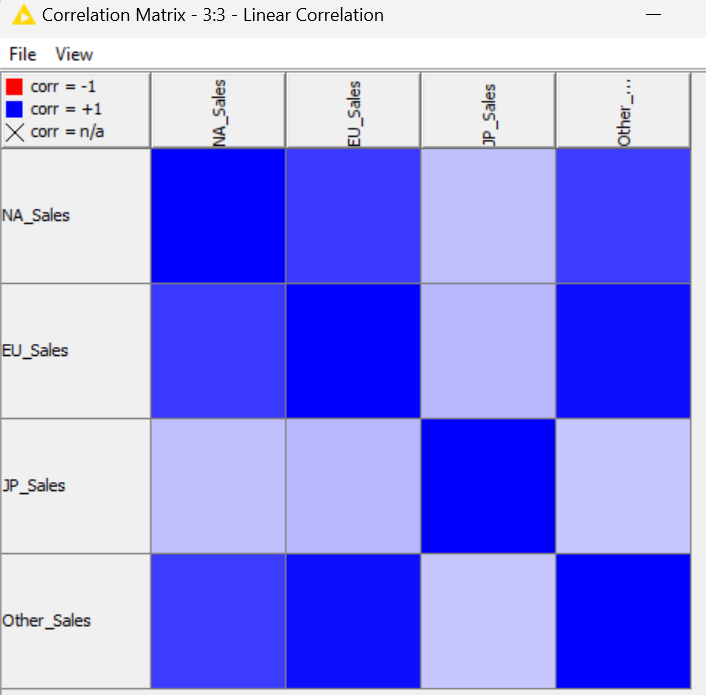 Correlation Matrix - 3:3 - Linear Correlation
File View
corr = -1
corr = +1
corr = n/a
NA_Sales
EU_Sales
JP_Sales
Other_...
NA_Sales
EU_Sales
JP_Sales
Other_Sales